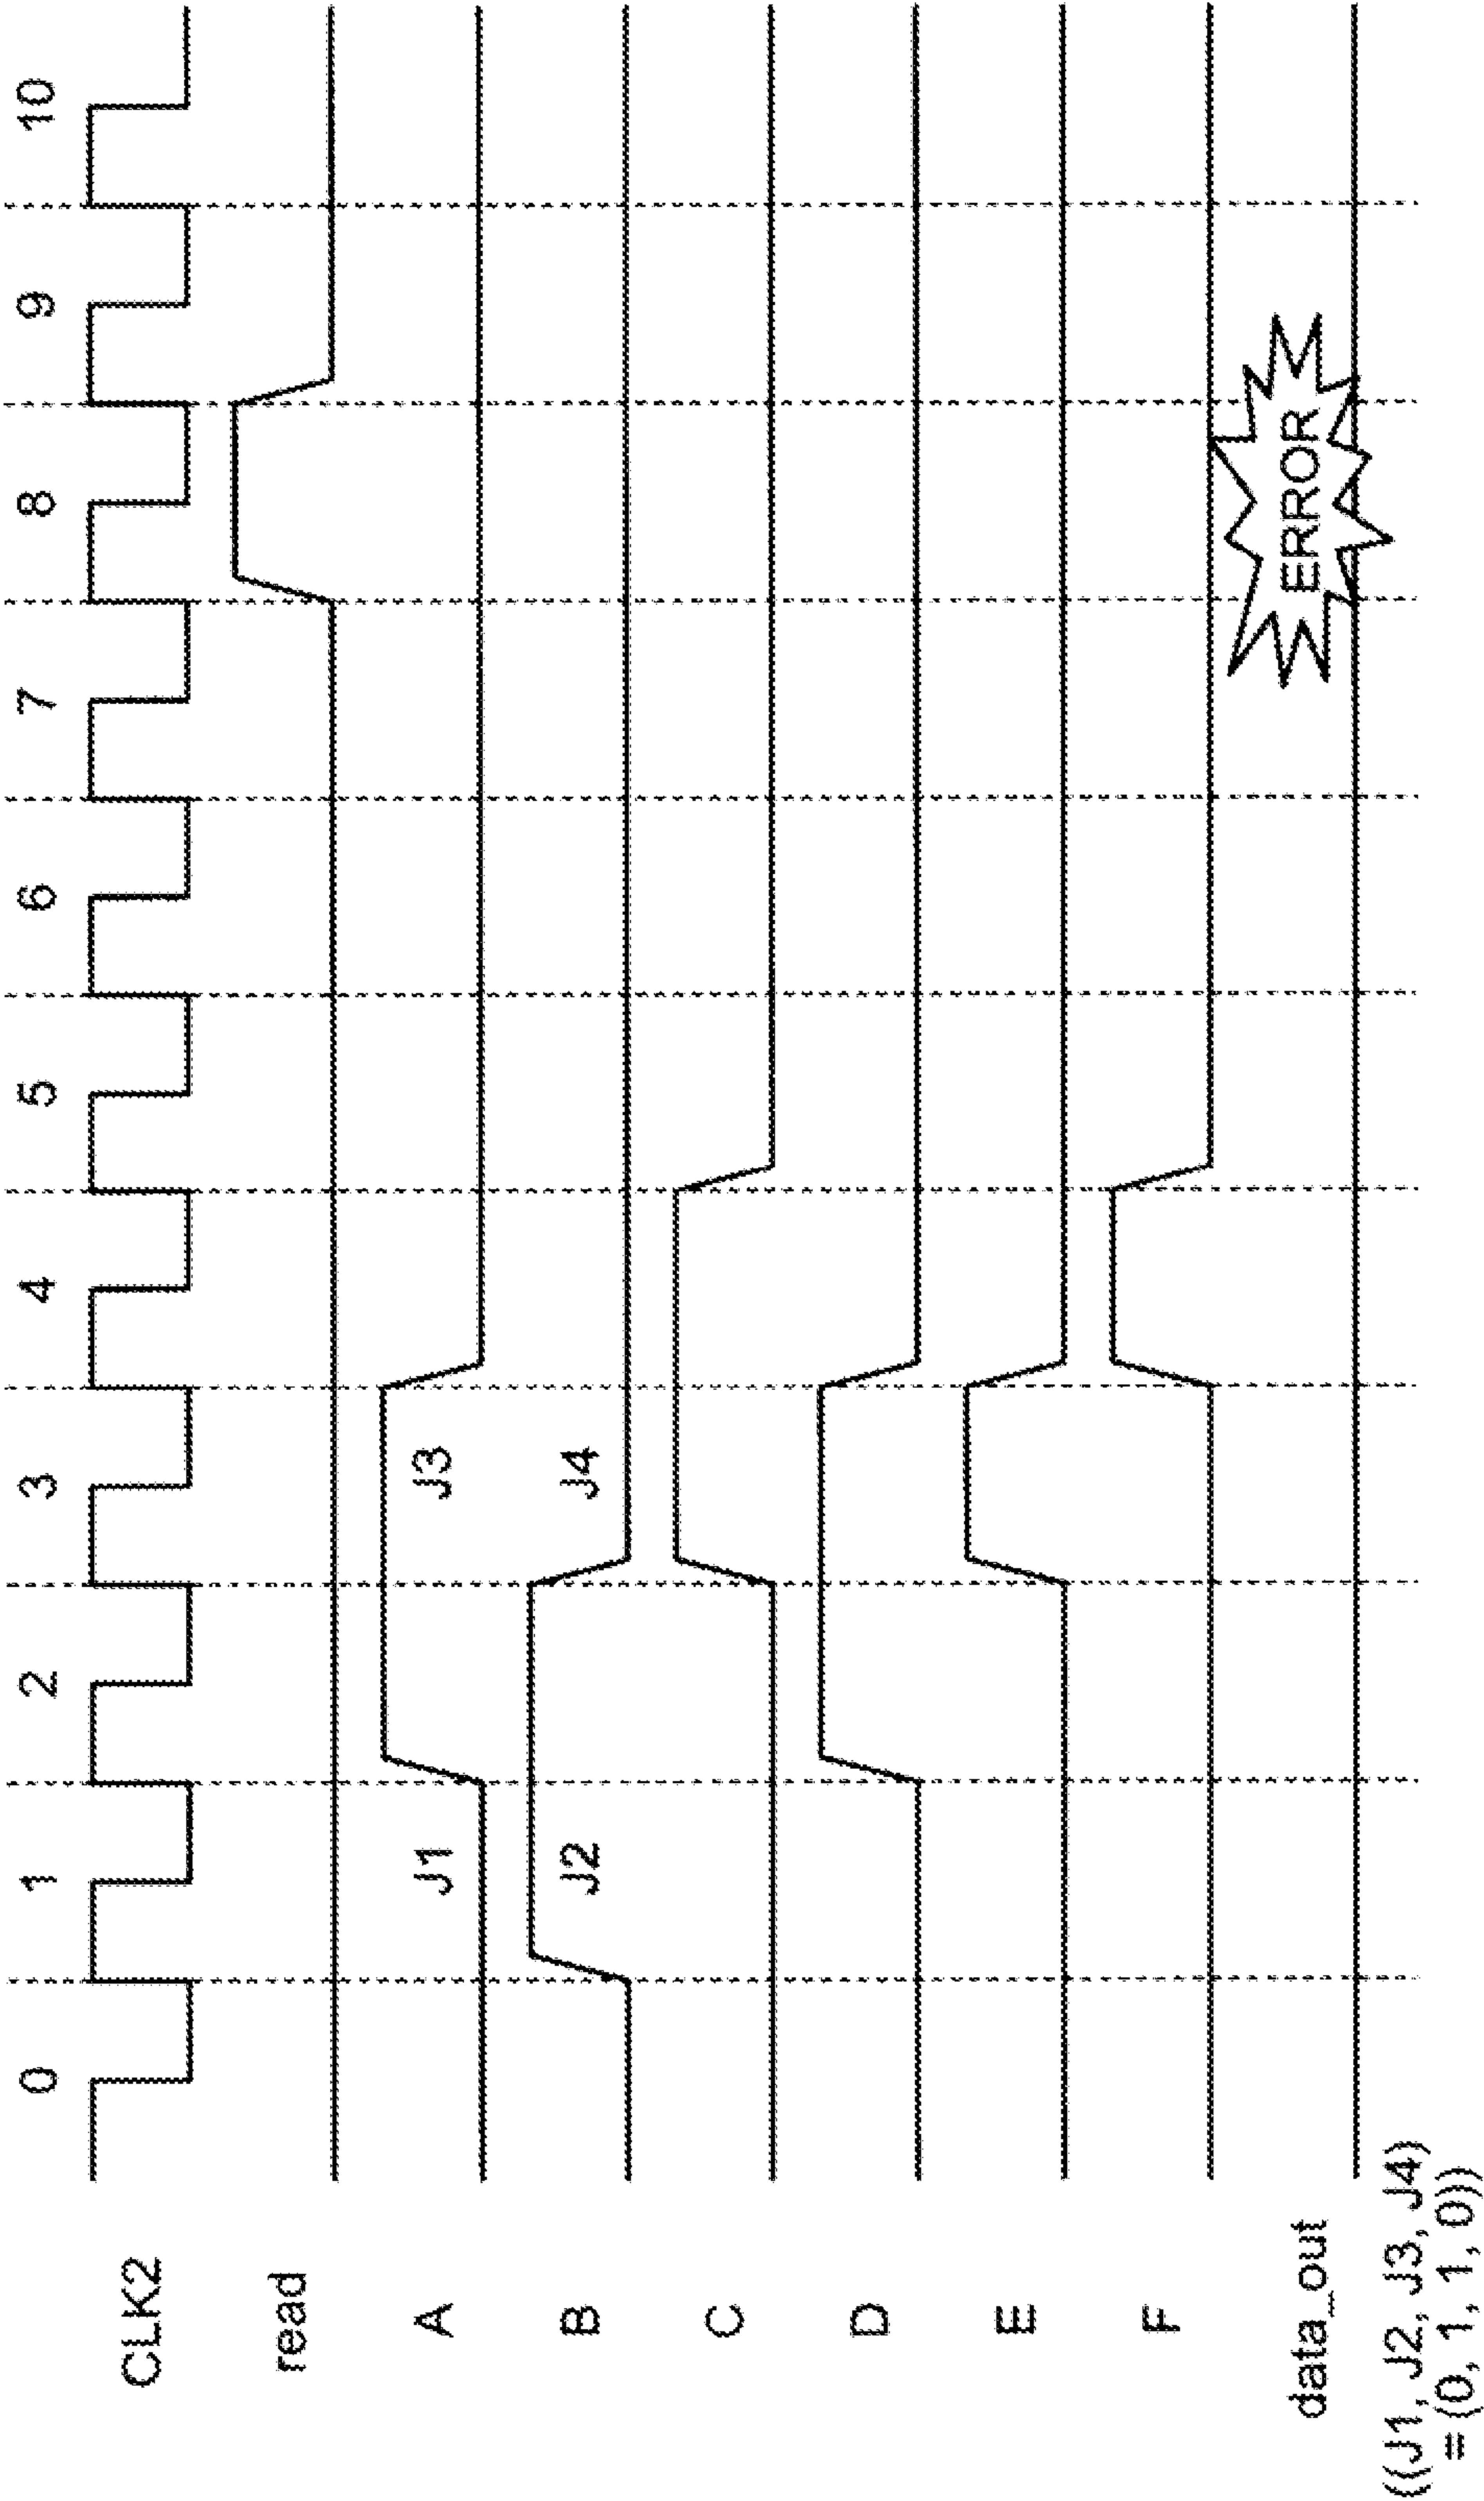 0 1 2 3 4 5 6 7 8 9 10
CLK2
read
A J1 J3
B J2 J4
C
D
E
F
data_out ERROR
((J1, J2, J3, J4)
= (0, 1, 1, 0))